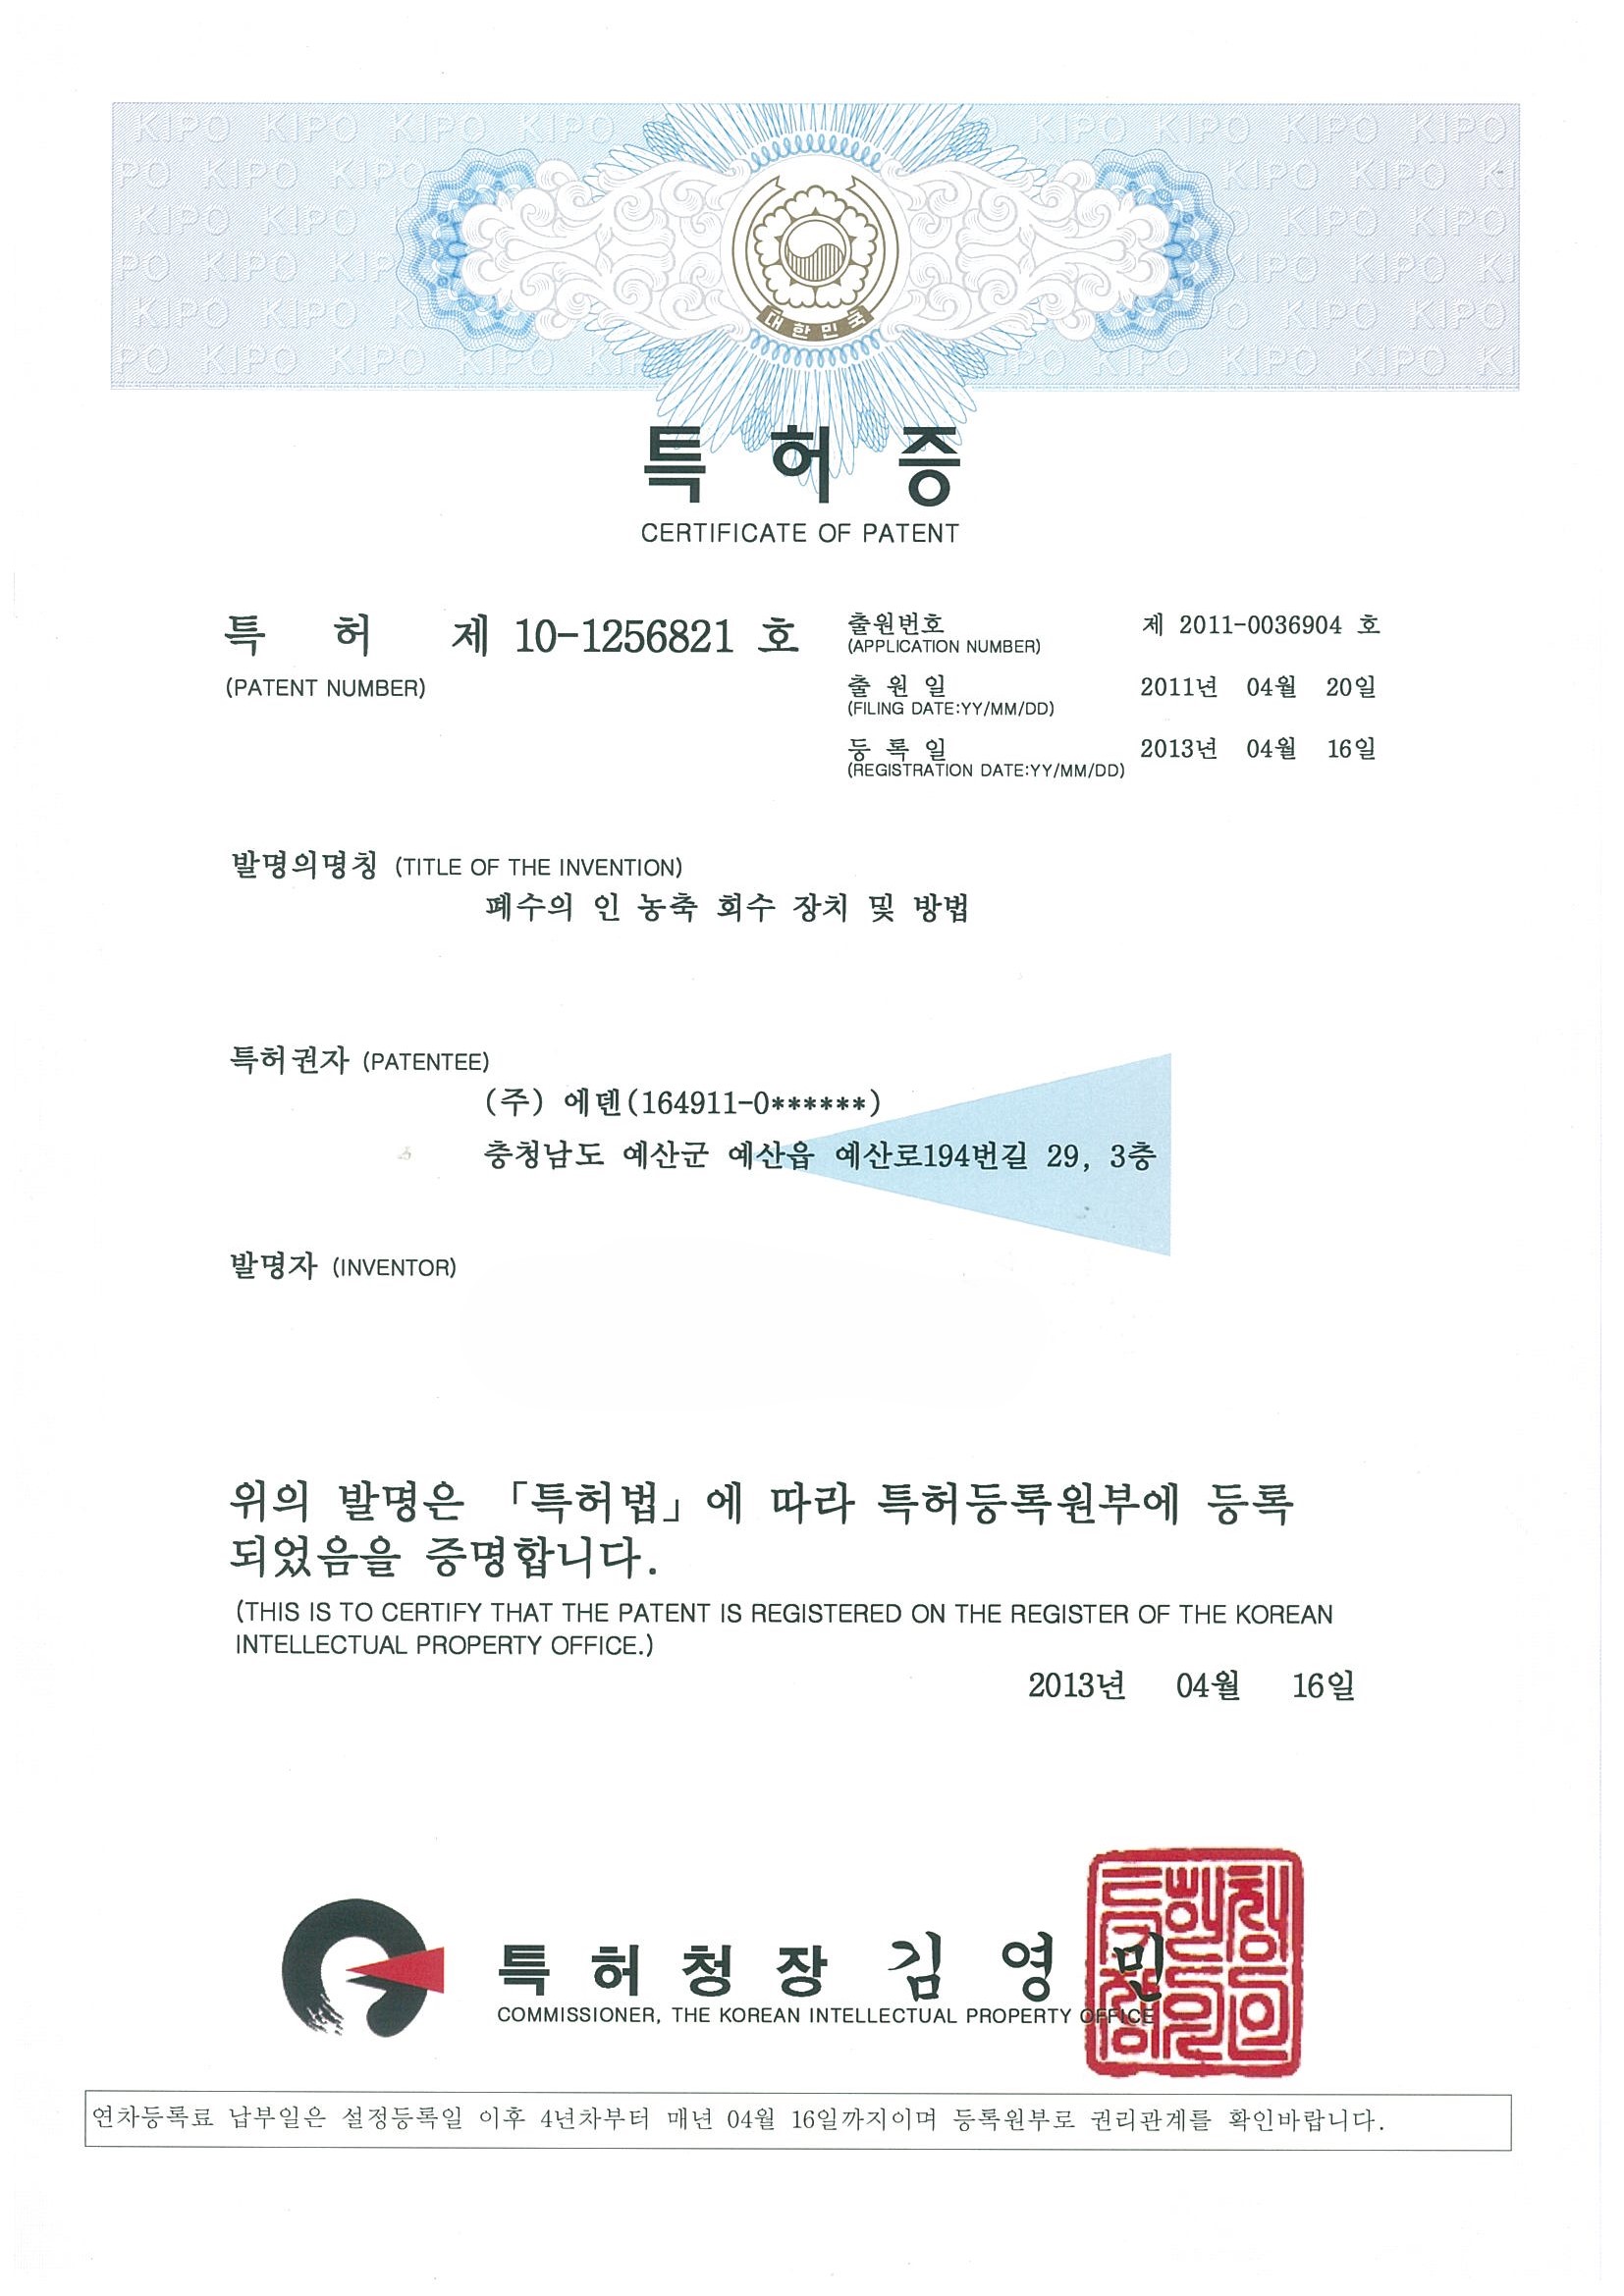 KIPO KIPO KIPO KIPO KIPO KIPO KIPO KIPO
대한민국
특허증
CERTIFICATE OF PATENT
특 허 제 10-1256821 호
(PATENT NUMBER)
출원번호 제 2011-0036904 호
(APPLICATION NUMBER)
출 원 일 2011년 04월 20일
(FILING DATE:YY/MM/DD)
등 록 일 2013년 04월 16일
(REGISTRATION DATE:YY/MM/DD)
발명의명칭 (TITLE OF THE INVENTION)
폐수의 인 농축 회수 장치 및 방법
특허권자 (PATENTEE)
(주) 에덴(164911-0******)
충청남도 예산군 예산읍 예산로194번길 29, 3층
발명자 (INVENTOR)
위의 발명은 「특허법」에 따라 특허등록원부에 등록
되었음을 증명합니다.
(THIS IS TO CERTIFY THAT THE PATENT IS REGISTERED ON THE REGISTER OF THE KOREAN
INTELLECTUAL PROPERTY OFFICE.)
2013년 04월 16일
특허청장 김영민
COMMISSIONER, THE KOREAN INTELLECTUAL PROPERTY OFFICE
연차등록료 납부일은 설정등록일 이후 4년차부터 매년 04월 16일까지이며 등록원부로 권리관계를 확인바랍니다.